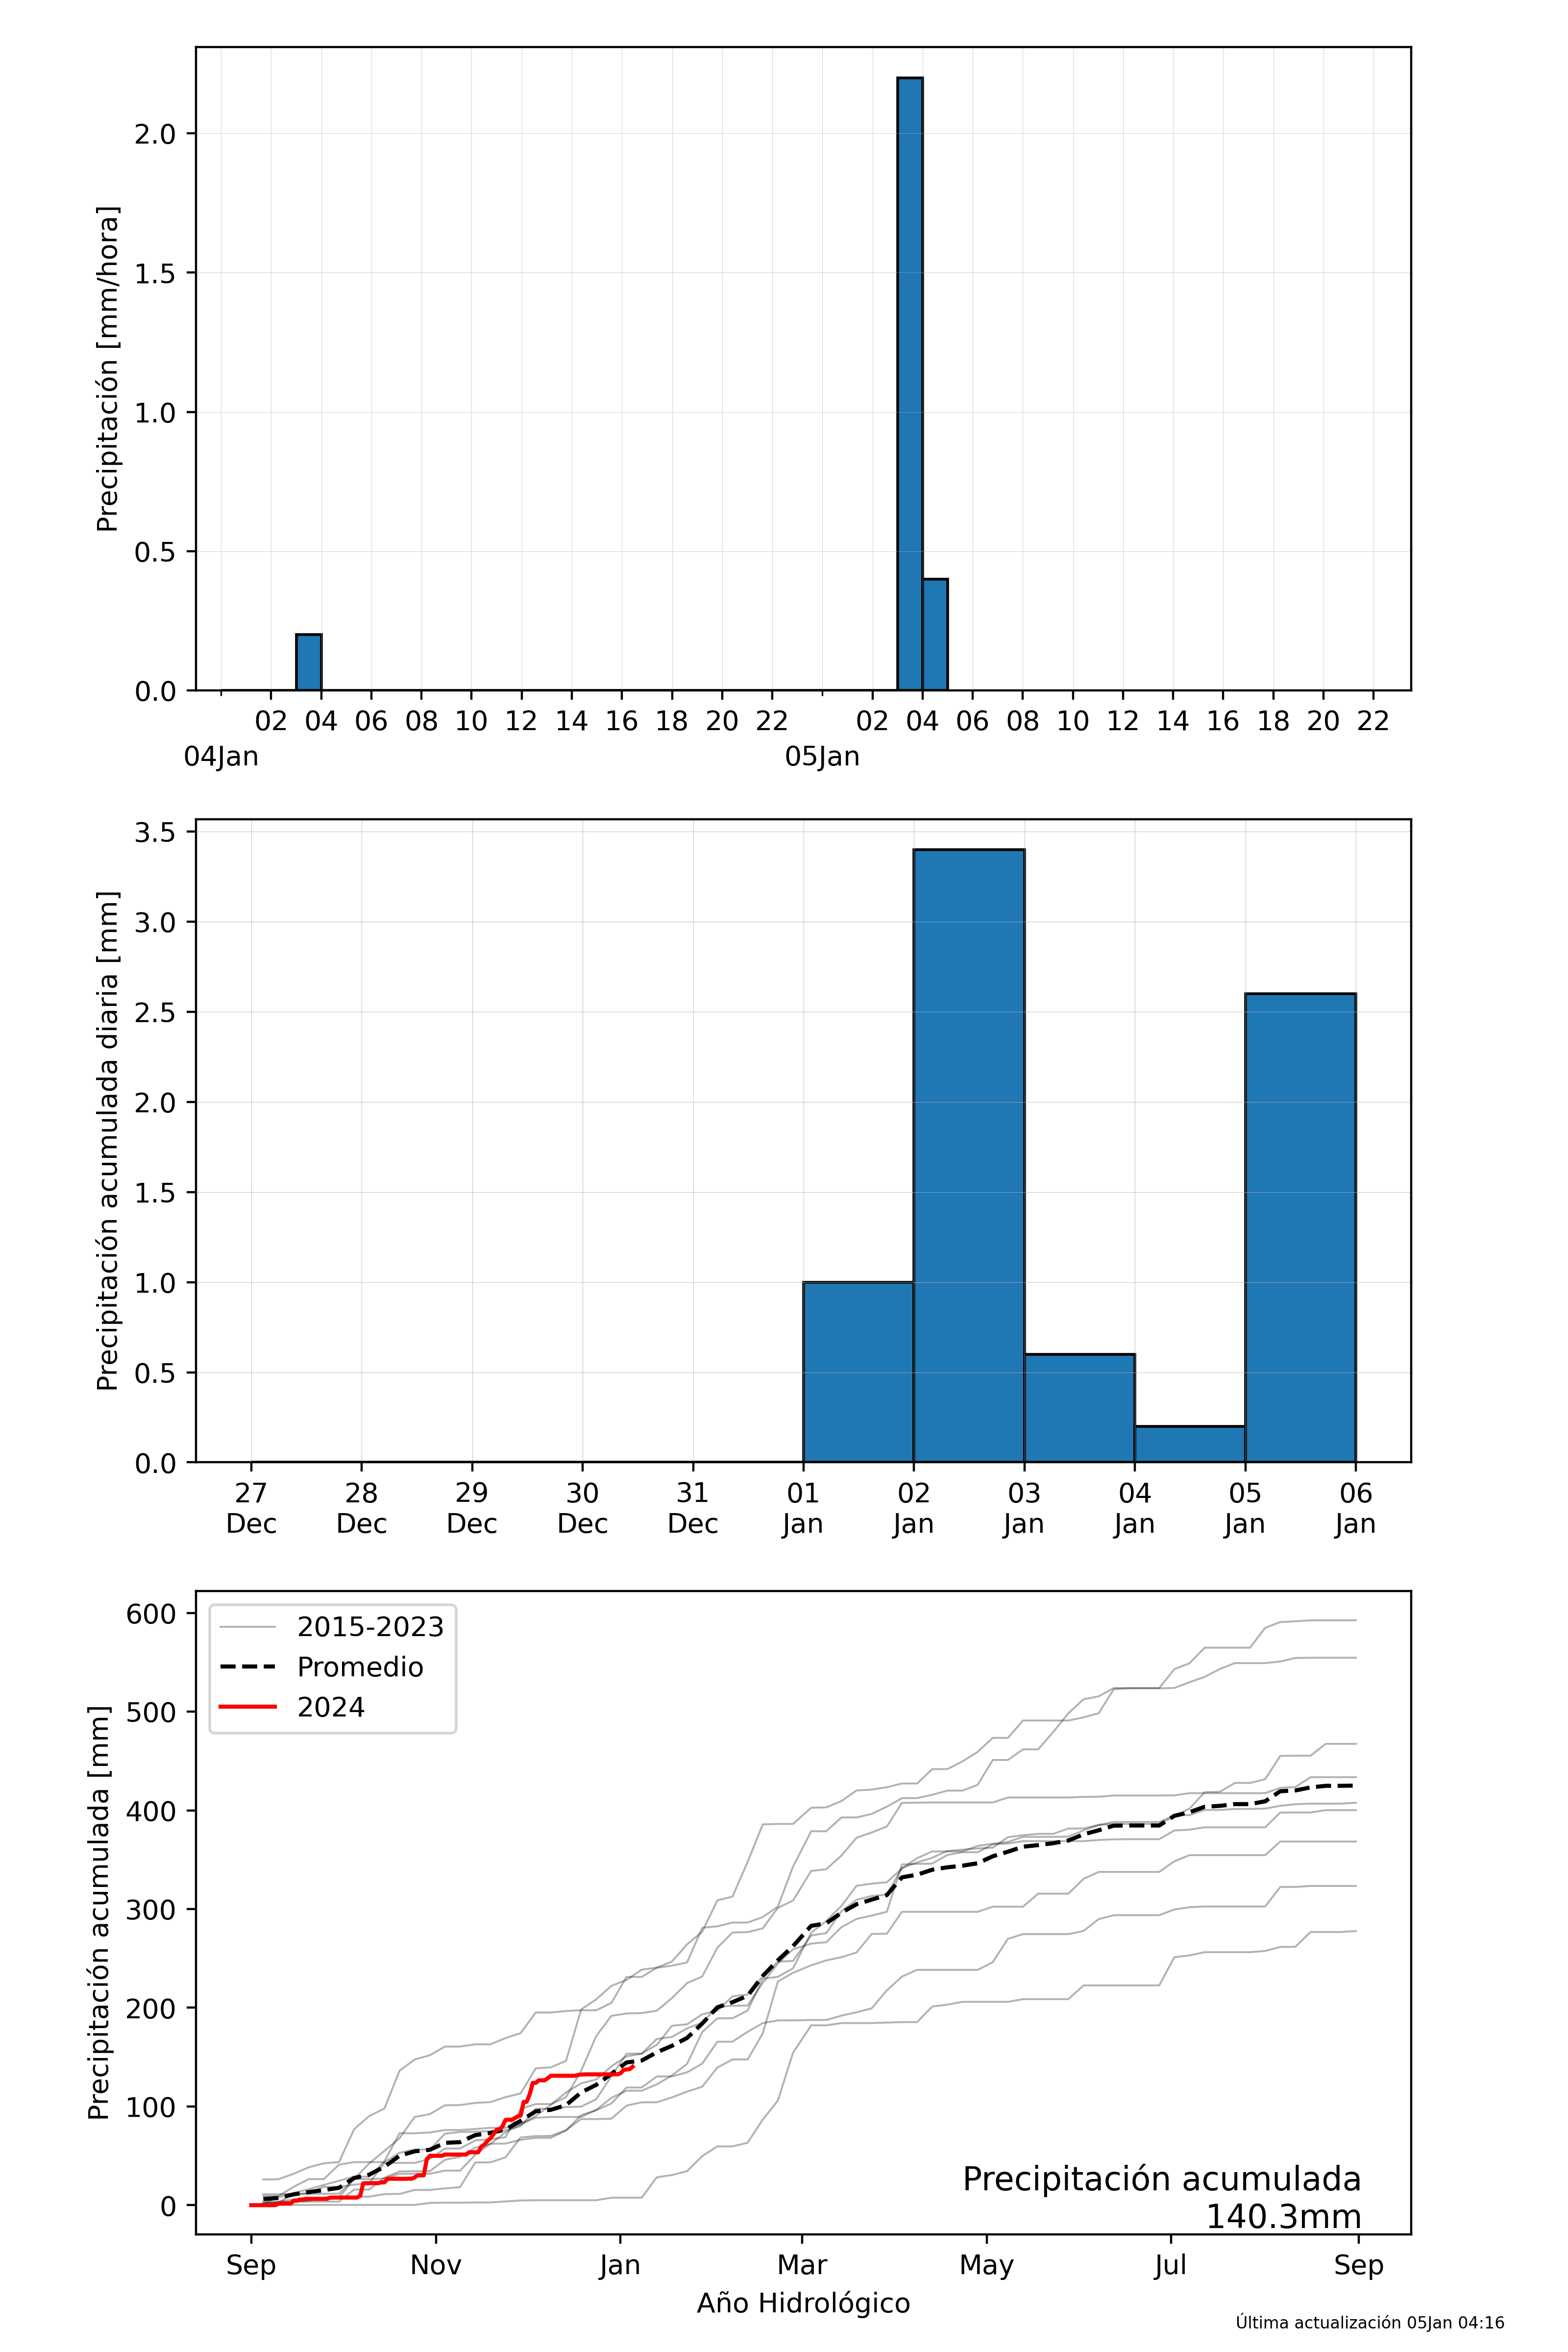 Precipitación [mm/hora]
2.0
1.5
1.0
0.5
0.0
02 04 06 08 10 12 14 16 18 20 22 02 04 06 08 10 12 14 16 18 20 22
04Jan 05Jan
Precipitación acumulada diaria [mm]
3.5
3.0
2.5
2.0
1.5
1.0
0.5
0.0
27 28 29 30 31 01 02 03 04 05 06
Dec Dec Dec Dec Dec Jan Jan Jan Jan Jan Jan
Precipitación acumulada [mm]
600
500
400
300
200
100
0
2015-2023
Promedio
2024
Precipitación acumulada
140.3mm
Sep Nov Jan Mar May Jul Sep
Año Hidrológico
Última actualización 05Jan 04:16